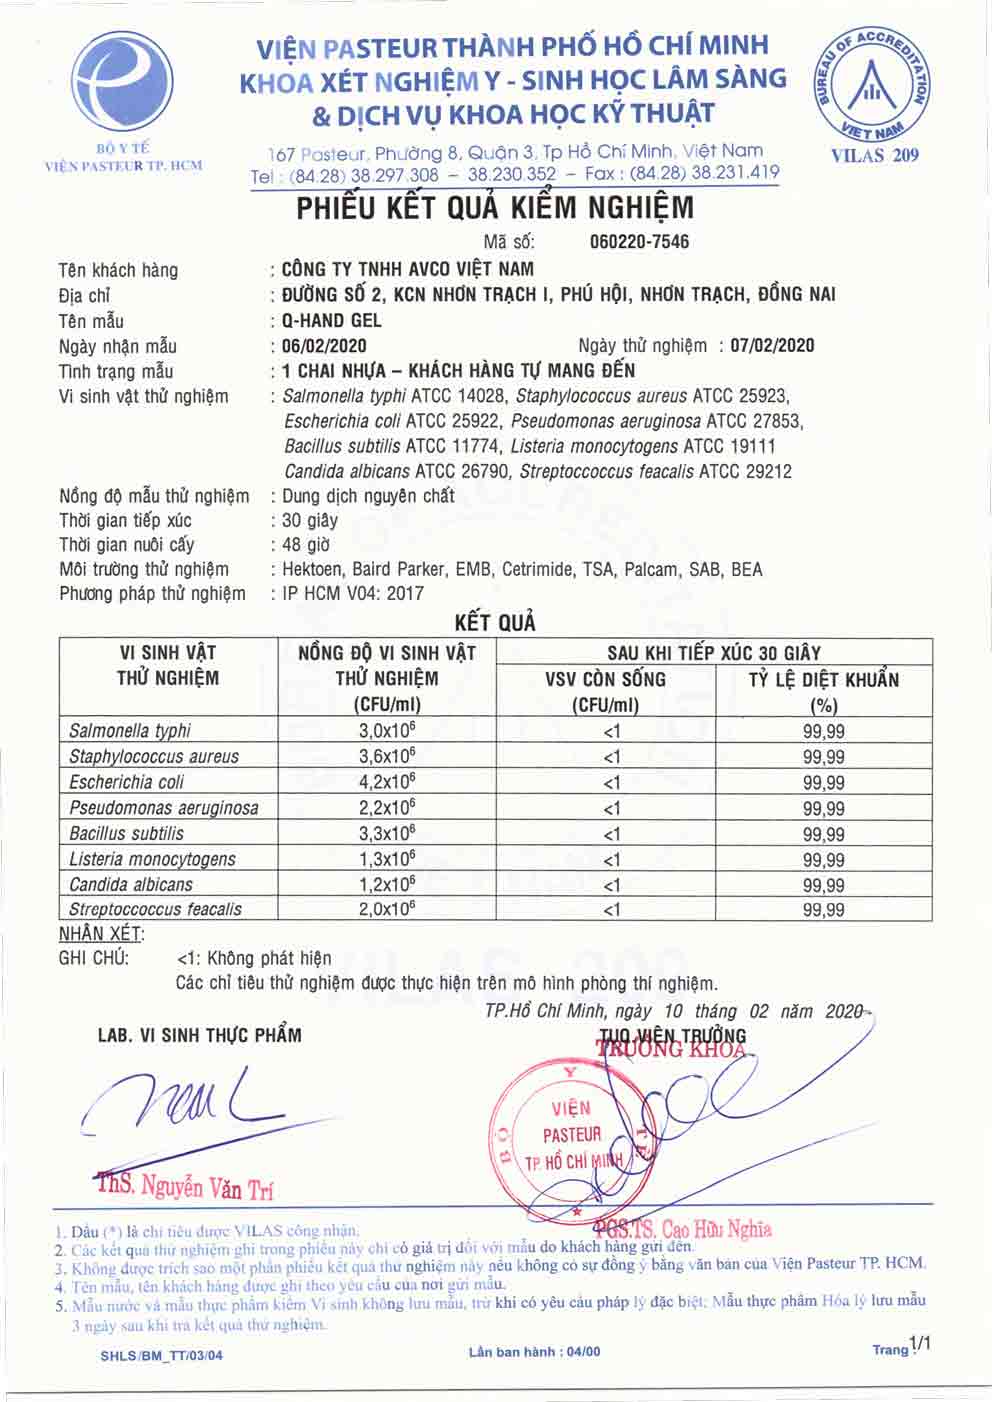 VIỆN PASTEUR THÀNH PHỐ HỒ CHÍ MINH
KHOA XÉT NGHIỆM Y - SINH HỌC LÂM SÀNG
& DỊCH VỤ KHOA HỌC KỸ THUẬT
167 Pasteur, Phường 8, Quận 3, Tp Hồ Chí Minh, Việt Nam
Tel : (84.28) 38.297.308 – 38.230.352 – Fax : (84.28) 38.231.419
BỘ Y TẾ
VIỆN PASTEUR TP. HCM
BUREAU OF ACCREDITATION
VIET NAM
VILAS 209
PHIẾU KẾT QUẢ KIỂM NGHIỆM
Mã số: 060220-7546
Tên khách hàng : CÔNG TY TNHH AVCO VIỆT NAM
Địa chỉ : ĐƯỜNG SỐ 2, KCN NHƠN TRẠCH I, PHÚ HỘI, NHƠN TRẠCH, ĐỒNG NAI
Tên mẫu : Q-HAND GEL
Ngày nhận mẫu : 06/02/2020 Ngày thử nghiệm : 07/02/2020
Tình trạng mẫu : 1 CHAI NHỰA – KHÁCH HÀNG TỰ MANG ĐẾN
Vi sinh vật thử nghiệm : Salmonella typhi ATCC 14028, Staphylococcus aureus ATCC 25923,
Escherichia coli ATCC 25922, Pseudomonas aeruginosa ATCC 27853,
Bacillus subtilis ATCC 11774, Listeria monocytogens ATCC 19111
Candida albicans ATCC 26790, Streptoccoccus feacalis ATCC 29212
Nồng độ mẫu thử nghiệm : Dung dịch nguyên chất
Thời gian tiếp xúc : 30 giây
Thời gian nuôi cấy : 48 giờ
Môi trường thử nghiệm : Hektoen, Baird Parker, EMB, Cetrimide, TSA, Palcam, SAB, BEA
Phương pháp thử nghiệm : IP HCM V04: 2017
KẾT QUẢ
VI SINH VẬT THỬ NGHIỆM NỒNG ĐỘ VI SINH VẬT THỬ NGHIỆM (CFU/ml) SAU KHI TIẾP XÚC 30 GIÂY
VSV CÒN SỐNG (CFU/ml) TỶ LỆ DIỆT KHUẨN (%)
Salmonella typhi 3,0x10⁶ <1 99,99
Staphylococcus aureus 3,6x10⁶ <1 99,99
Escherichia coli 4,2x10⁶ <1 99,99
Pseudomonas aeruginosa 2,2x10⁶ <1 99,99
Bacillus subtilis 3,3x10⁶ <1 99,99
Listeria monocytogens 1,3x10⁶ <1 99,99
Candida albicans 1,2x10⁶ <1 99,99
Streptoccoccus feacalis 2,0x10⁶ <1 99,99
NHẬN XÉT:
GHI CHÚ: <1: Không phát hiện
Các chỉ tiêu thử nghiệm được thực hiện trên mô hình phòng thí nghiệm.
TP.Hồ Chí Minh, ngày 10 tháng 02 năm 2020
LAB. VI SINH THỰC PHẨM TUQ.VIỆN TRƯỞNG
TRƯỞNG KHOA
BỘ Y TẾ
VIỆN
PASTEUR
TP. HỒ CHÍ MINH
ThS. Nguyễn Văn Trí
PGS.TS. Cao Hữu Nghĩa
1. Dấu (*) là chỉ tiêu được VILAS công nhận.
2. Các kết quả thử nghiệm ghi trong phiếu này chỉ có giá trị đối với mẫu do khách hàng gửi đến.
3. Không được trích sao một phần phiếu kết quả thử nghiệm này nếu không có sự đồng ý bằng văn bản của Viện Pasteur TP. HCM.
4. Tên mẫu, tên khách hàng được ghi theo yêu cầu của nơi gửi mẫu.
5. Mẫu nước và mẫu thực phẩm kiểm Vi sinh không lưu mẫu, trừ khi có yêu cầu pháp lý đặc biệt; Mẫu thực phẩm Hóa lý lưu mẫu
3 ngày sau khi trả kết quả thử nghiệm.
SHLS/BM_TT/03/04 Lần ban hành : 04/00 Trang : 1/1